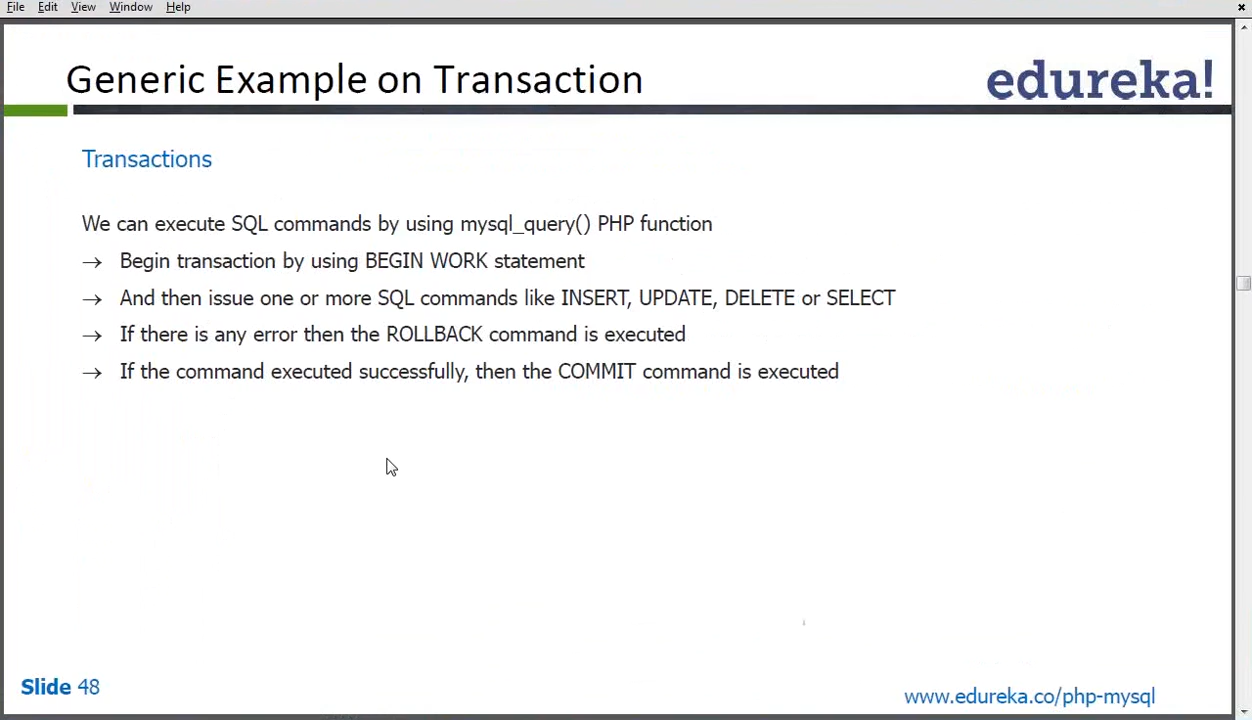 File Edit View Window Help
Generic Example on Transaction
edureka!
Transactions
We can execute SQL commands by using mysql_query() PHP function
→ Begin transaction by using BEGIN WORK statement
→ And then issue one or more SQL commands like INSERT, UPDATE, DELETE or SELECT
→ If there is any error then the ROLLBACK command is executed
→ If the command executed successfully, then the COMMIT command is executed
Slide 48
www.edureka.co/php-mysql